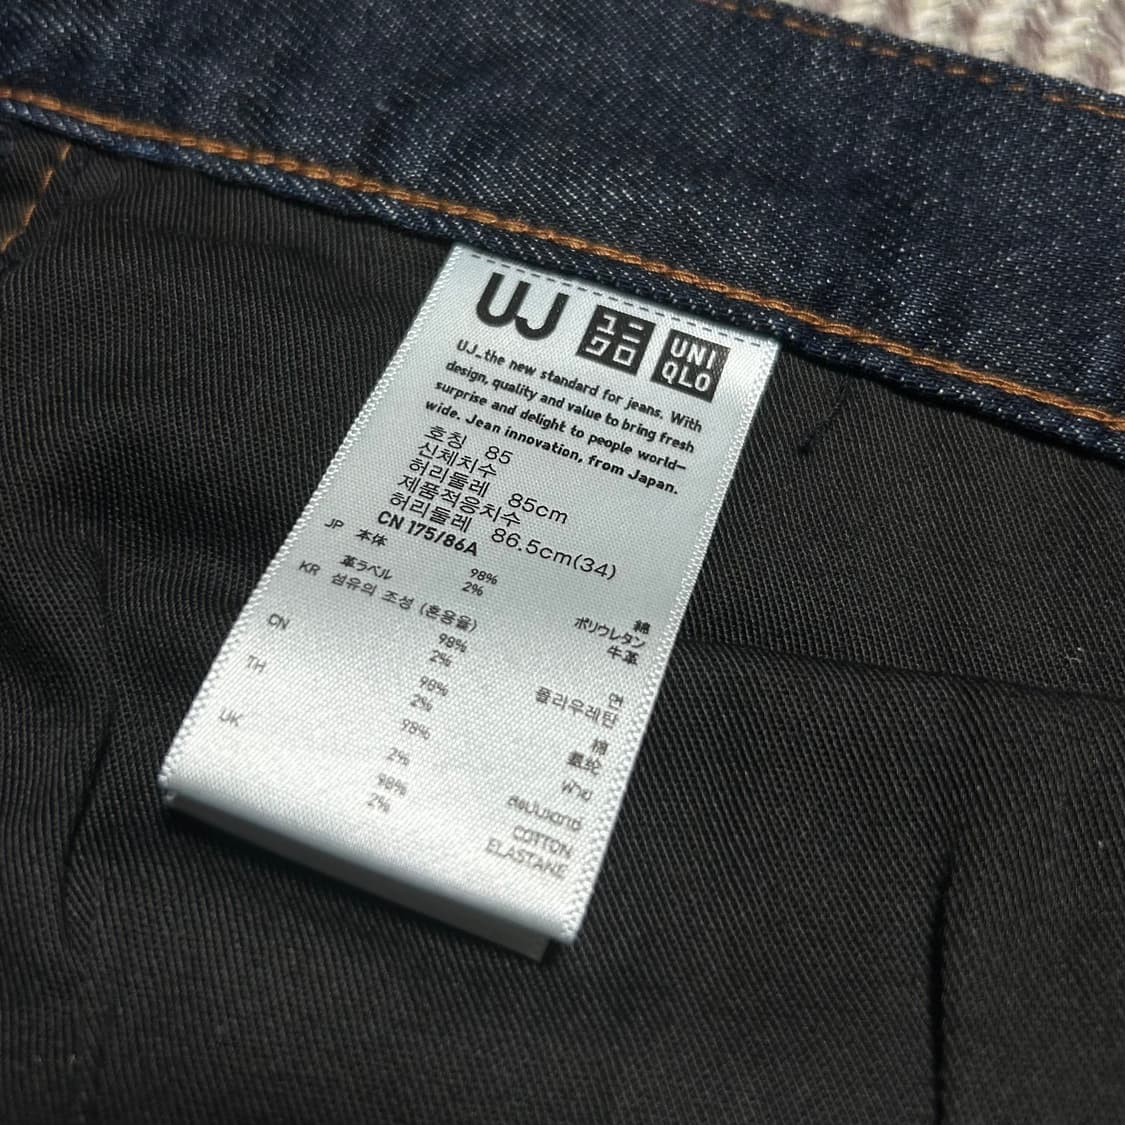 UJ ユニクロ UNIQLO
UJ_the new standard for jeans. With
design, quality and value to bring fresh
surprise and delight to people world-
wide. Jean innovation, from Japan.
호칭 85
신체치수
허리둘레 85cm
제품적응치수
허리둘레 86.5cm(34)
CN 175/86A
JP 本体 98% 綿
2% ポリウレタン
革ラベル 牛革
KR 섬유의 조성 (혼용율)
98% 면
2% 폴리우레탄
CN 98% 棉
2% 氨纶
TH 98% ฝ้าย
2%
UK 98% COTTON
2% ELASTANE